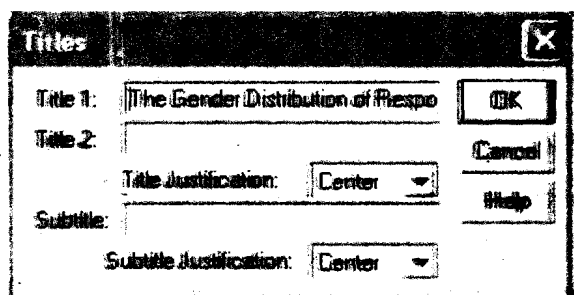 Titles
Title 1: The Gender Distribution of Respo OK
Title 2:
Cancel
Title Justification: Center
Help
Subtitle:
Subtitle Justification: Center